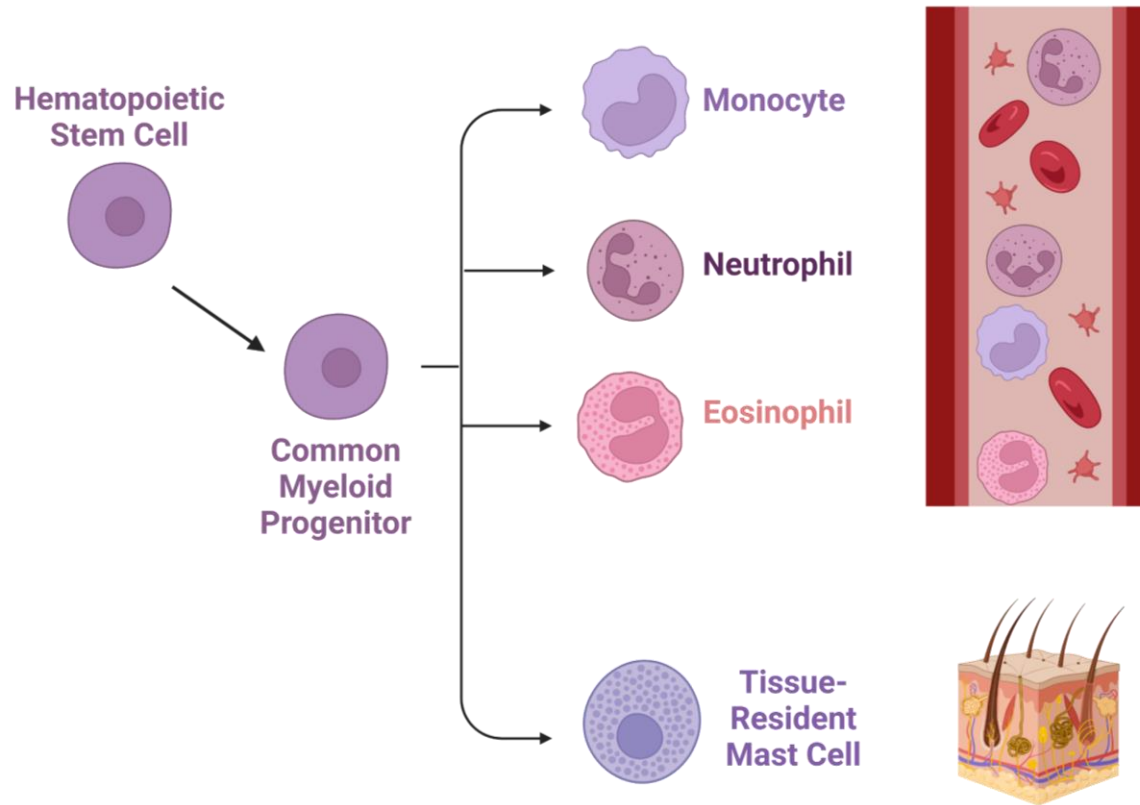 Hematopoietic
Stem Cell
Common
Myeloid
Progenitor
Monocyte
Neutrophil
Eosinophil
Tissue-
Resident
Mast Cell